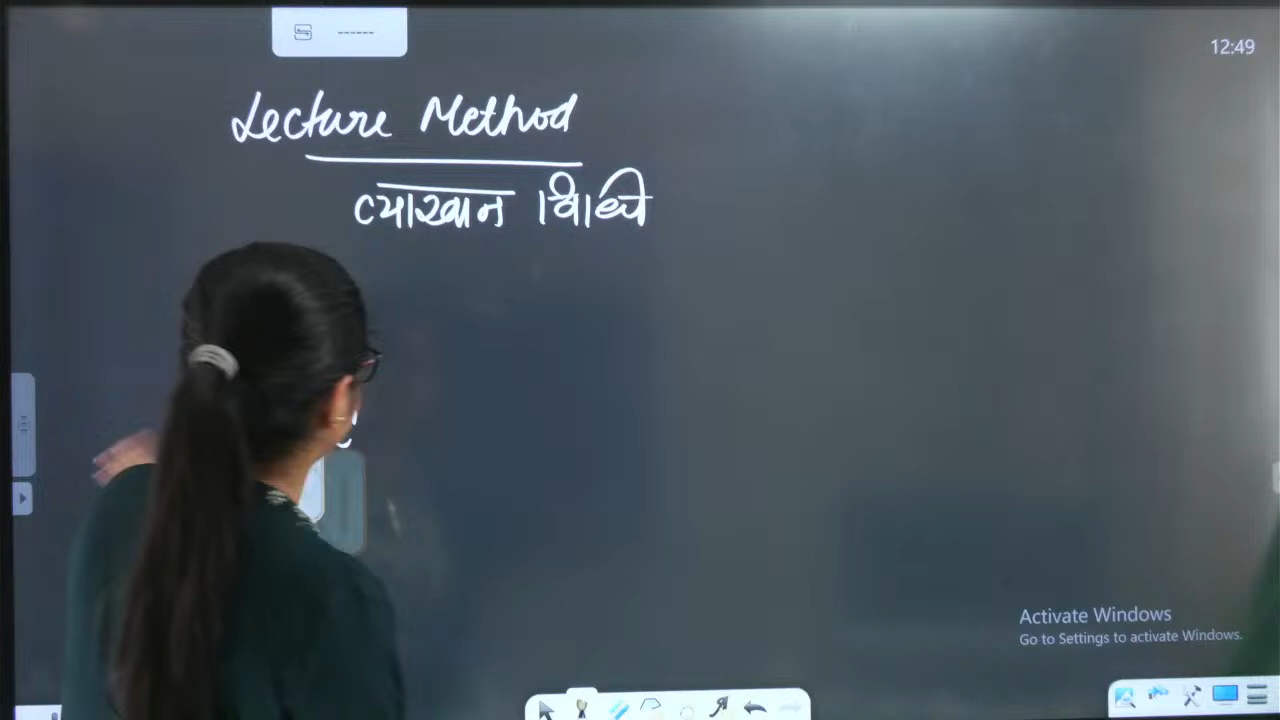 12:49
Lecture Method
व्याख्यान विधि
Activate Windows
Go to Settings to activate Windows.